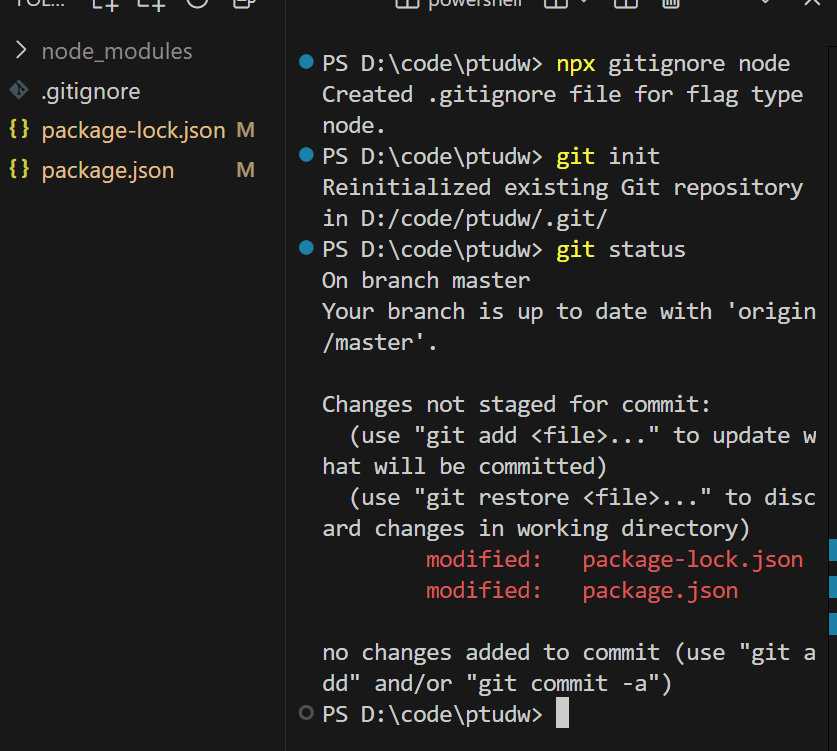 powershell
node_modules
.gitignore
package-lock.json M
package.json M
PS D:\code\ptudw> npx gitignore node
Created .gitignore file for flag type
node.
PS D:\code\ptudw> git init
Reinitialized existing Git repository
in D:/code/ptudw/.git/
PS D:\code\ptudw> git status
On branch master
Your branch is up to date with 'origin
/master'.
Changes not staged for commit:
(use "git add <file>..." to update w
hat will be committed)
(use "git restore <file>..." to disc
ard changes in working directory)
modified: package-lock.json
modified: package.json
no changes added to commit (use "git a
dd" and/or "git commit -a")
PS D:\code\ptudw>